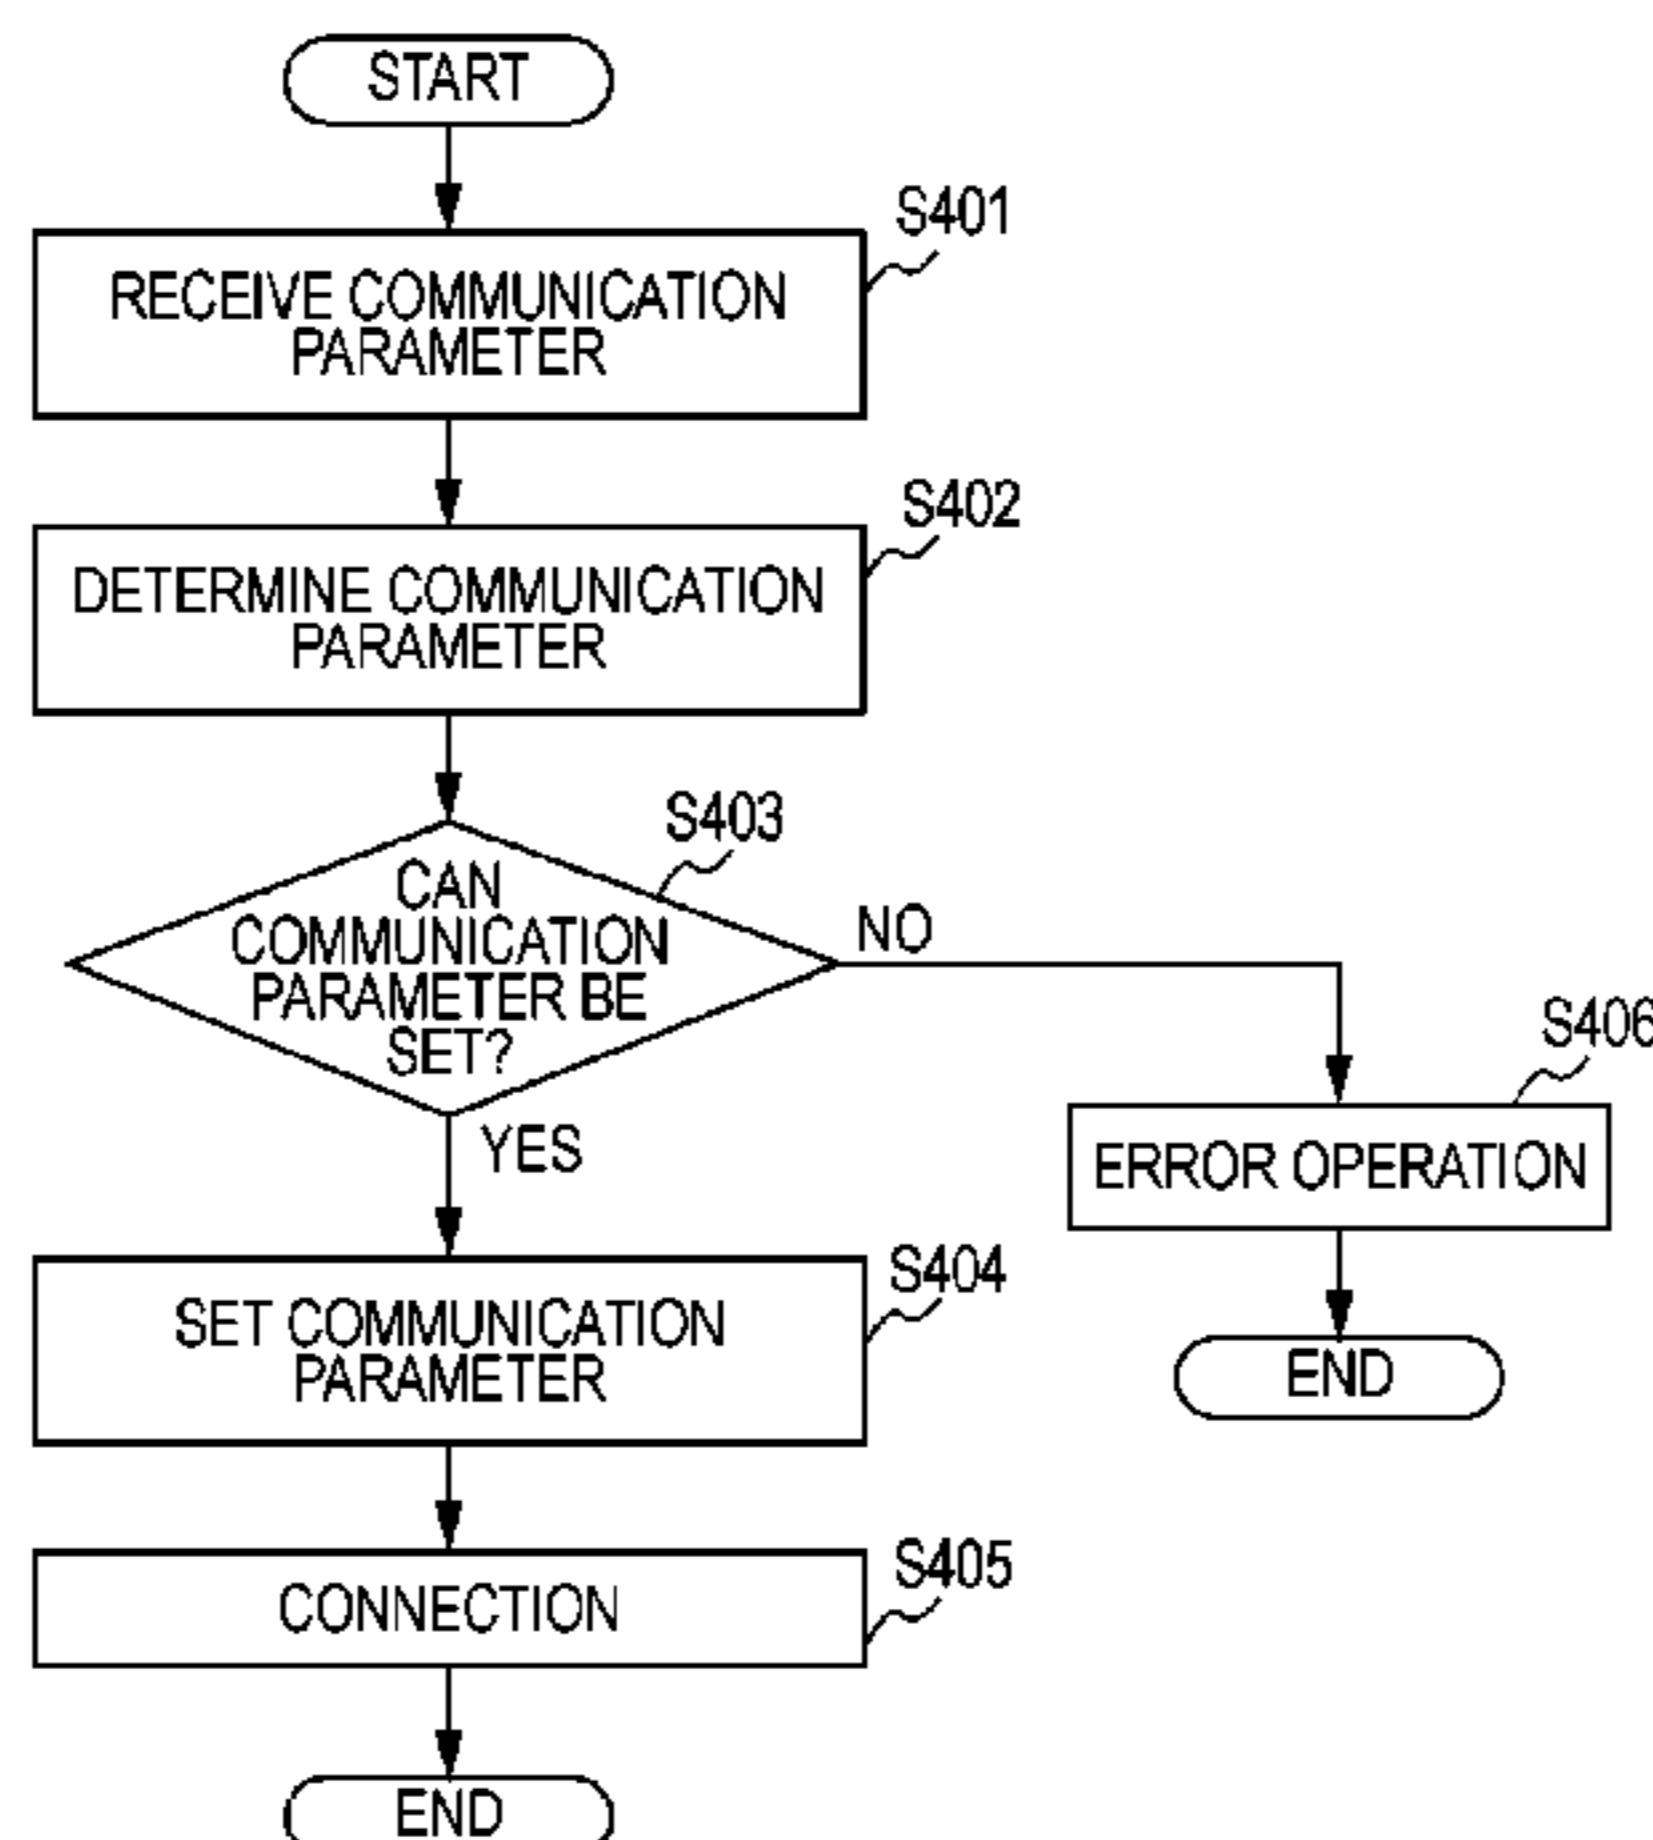 START
S401
RECEIVE COMMUNICATION
PARAMETER
S402
DETERMINE COMMUNICATION
PARAMETER
S403
CAN
COMMUNICATION
PARAMETER BE
SET?
NO
YES
S406
ERROR OPERATION
END
S404
SET COMMUNICATION
PARAMETER
S405
CONNECTION
END